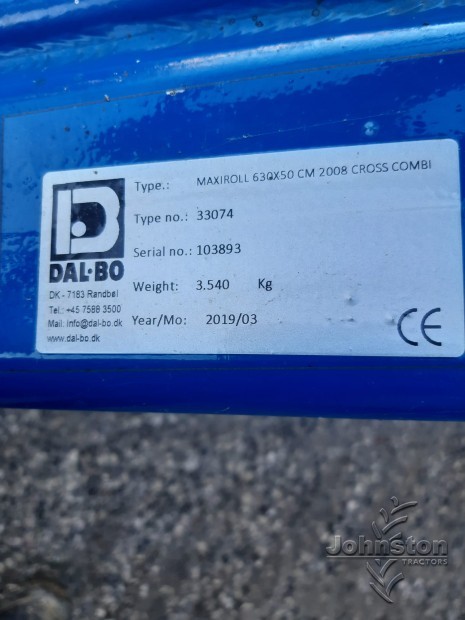 Type.: MAXIROLL 630X50 CM 2008 CROSS COMBI
Type no.: 33074
Serial no.: 103893
Weight: 3.540 Kg
Year/Mo: 2019/03
DAL-BO
DK - 7183 Randbøl
Tel.: +45 7588 3500
Mail: info@dal-bo.dk
www.dal-bo.dk
CE
Johnston
TRACTORS